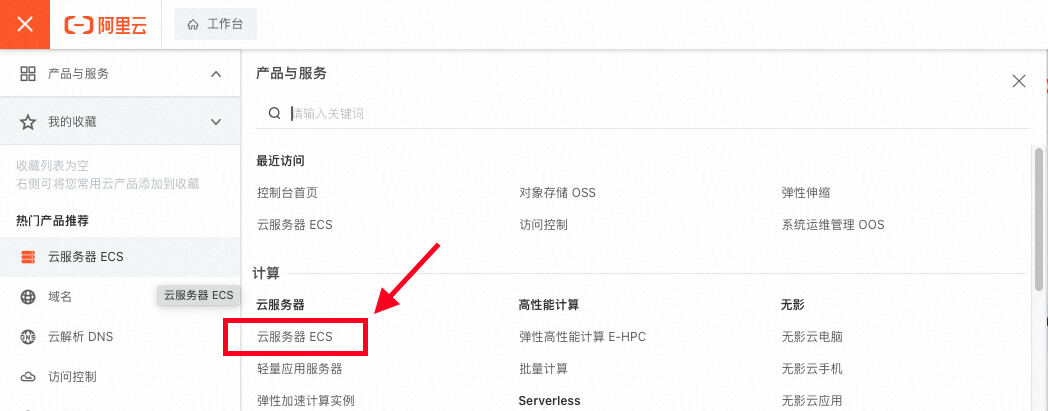 阿里云
工作台
产品与服务
我的收藏
收藏列表为空
右侧可将您常用云产品添加到收藏
热门产品推荐
云服务器 ECS
域名
云服务器 ECS
云解析 DNS
访问控制
产品与服务
请输入关键词
最近访问
控制台首页 对象存储 OSS 弹性伸缩
云服务器 ECS 访问控制 系统运维管理 OOS
计算
云服务器 高性能计算 无影
云服务器 ECS 弹性高性能计算 E-HPC 无影云电脑
轻量应用服务器 批量计算 无影云手机
弹性加速计算实例 Serverless 无影云应用